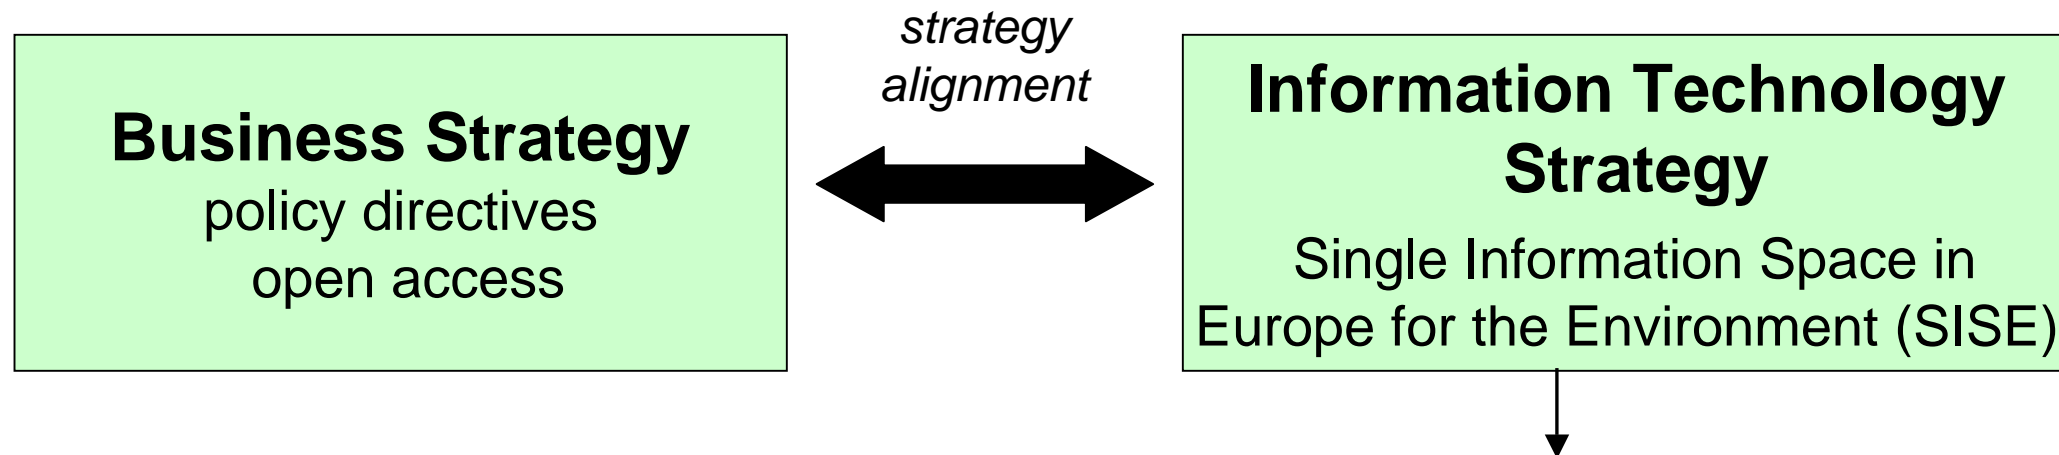 Business Strategy
policy directives
open access
strategy
alignment
Information Technology
Strategy
Single Information Space in
Europe for the Environment (SISE)